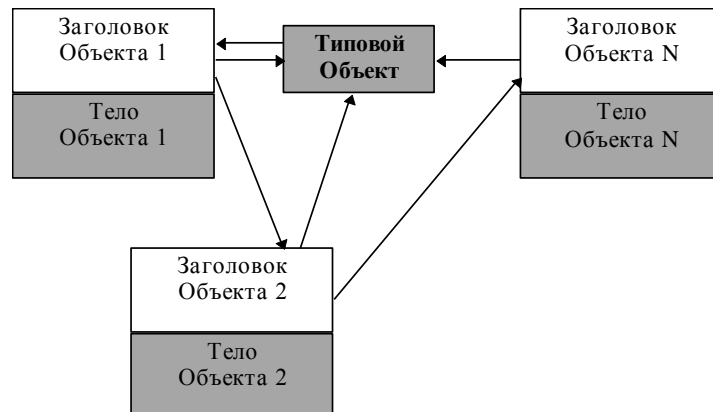 Заголовок
Объекта 1
Тело
Объекта 1
Типовой
Объект
Заголовок
Объекта N
Тело
Объекта N
Заголовок
Объекта 2
Тело
Объекта 2